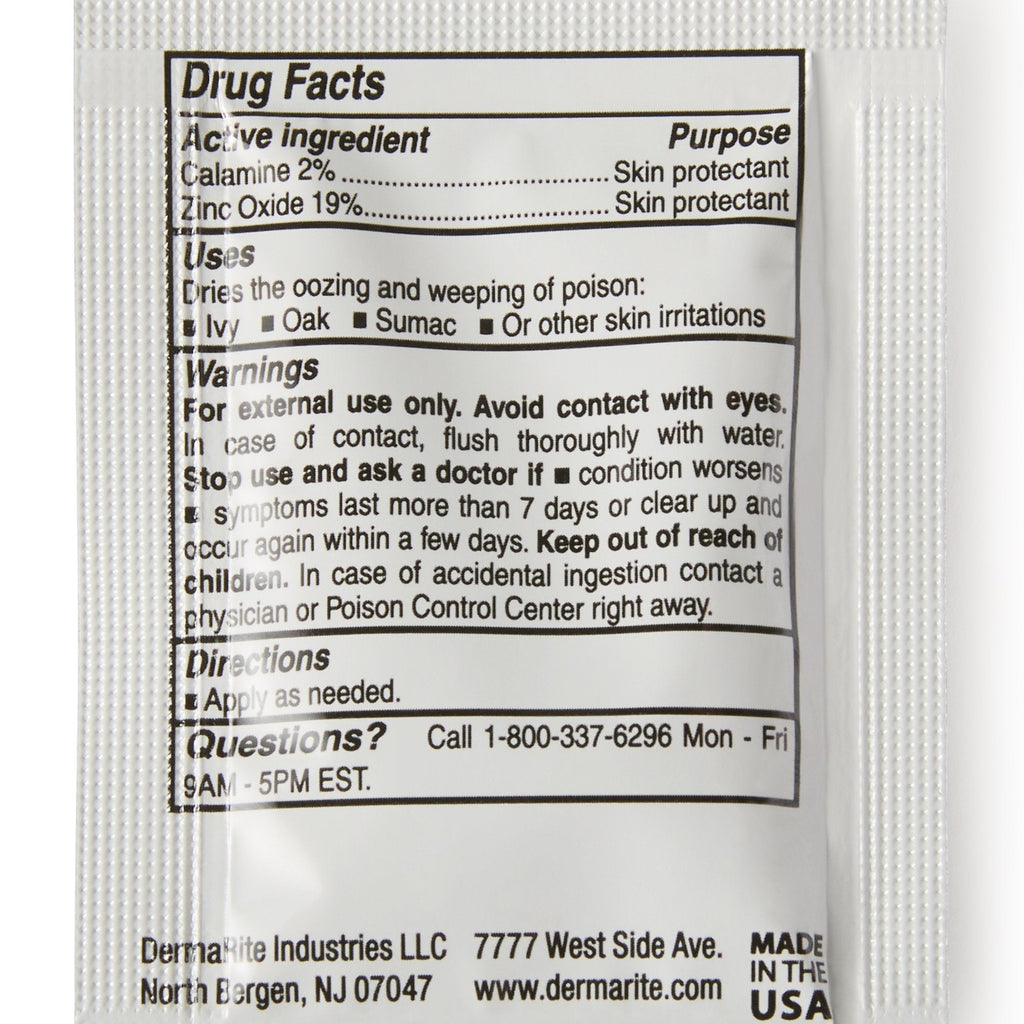 Drug Facts
Active ingredient Purpose
Calamine 2% ........................................ Skin protectant
Zinc Oxide 19%..................................... Skin protectant
Uses
Dries the oozing and weeping of poison:
■ Ivy ■ Oak ■ Sumac ■ Or other skin irritations
Warnings
For external use only. Avoid contact with eyes.
In case of contact, flush thoroughly with water.
Stop use and ask a doctor if ■ condition worsens
■ symptoms last more than 7 days or clear up and
occur again within a few days. Keep out of reach of
children. In case of accidental ingestion contact a
physician or Poison Control Center right away.
Directions
■ Apply as needed.
Questions? Call 1-800-337-6296 Mon - Fri
9AM - 5PM EST.
DermaRite Industries LLC 7777 West Side Ave.
North Bergen, NJ 07047 www.dermarite.com
MADE
IN THE
USA